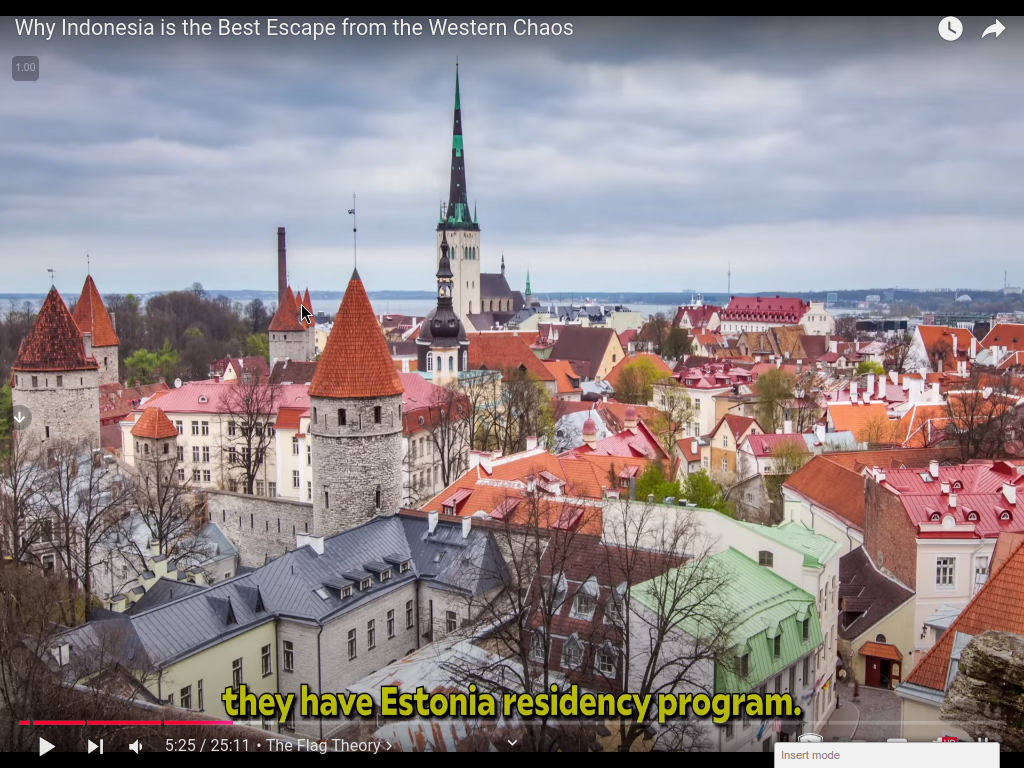 Why Indonesia is the Best Escape from the Western Chaos
1.00
they have Estonia residency program.
5:25 / 25:11 • The Flag Theory
Insert mode